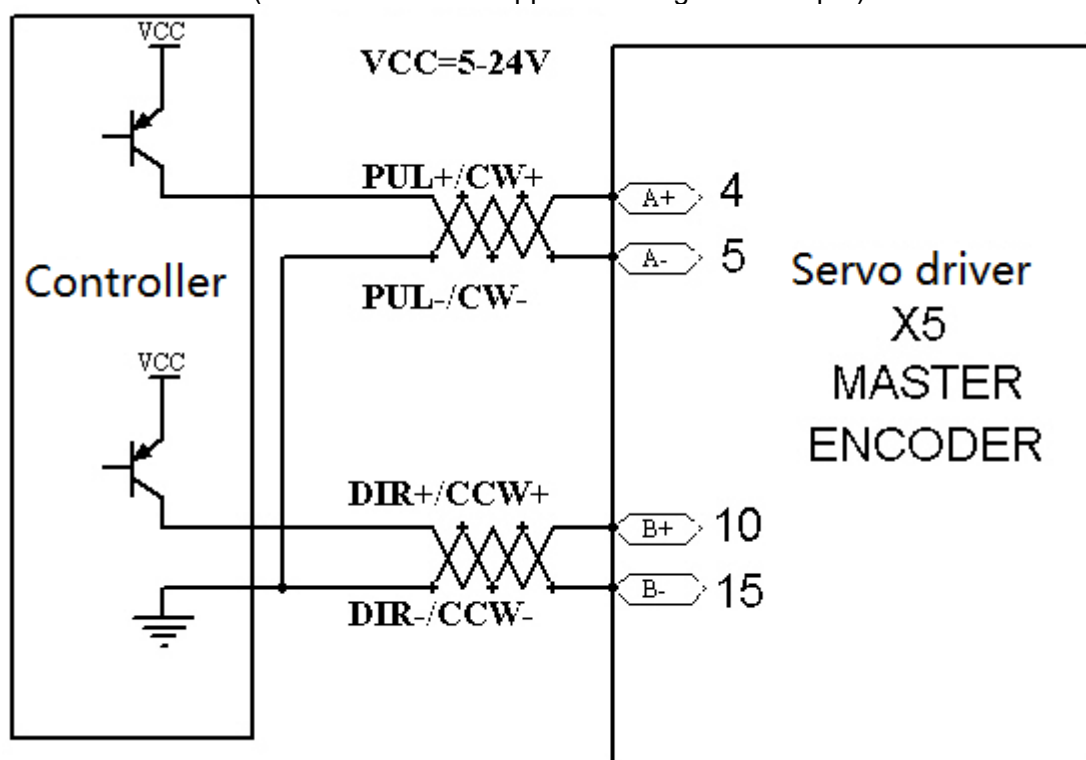 VCC
VCC=5-24V
PUL+/CW+
A+ 4
A- 5
PUL-/CW-
Controller
Servo driver
X5
MASTER
ENCODER
VCC
DIR+/CCW+
B+ 10
B- 15
DIR-/CCW-